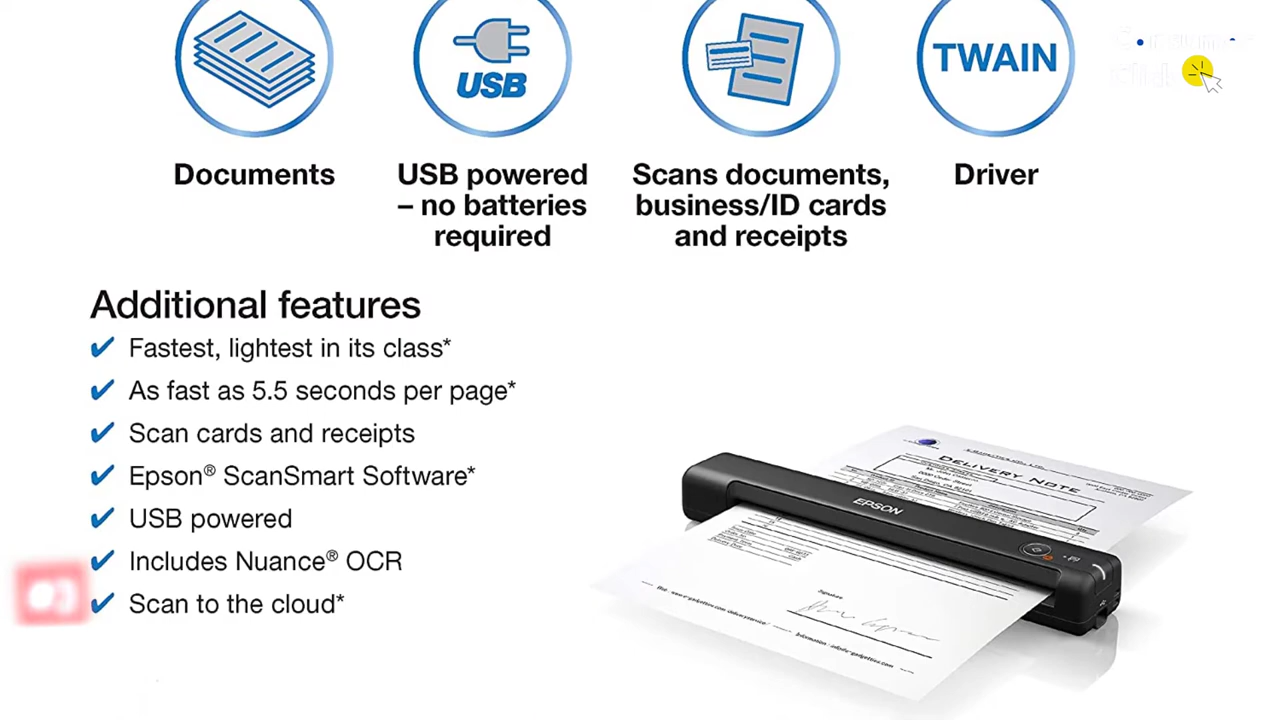 USB
TWAIN
Documents
USB powered
– no batteries
required
Scans documents,
business/ID cards
and receipts
Driver
Additional features
✔ Fastest, lightest in its class*
✔ As fast as 5.5 seconds per page*
✔ Scan cards and receipts
✔ Epson® ScanSmart Software*
✔ USB powered
✔ Includes Nuance® OCR
✔ Scan to the cloud*
DELIVERY NOTE
EPSON
Signature